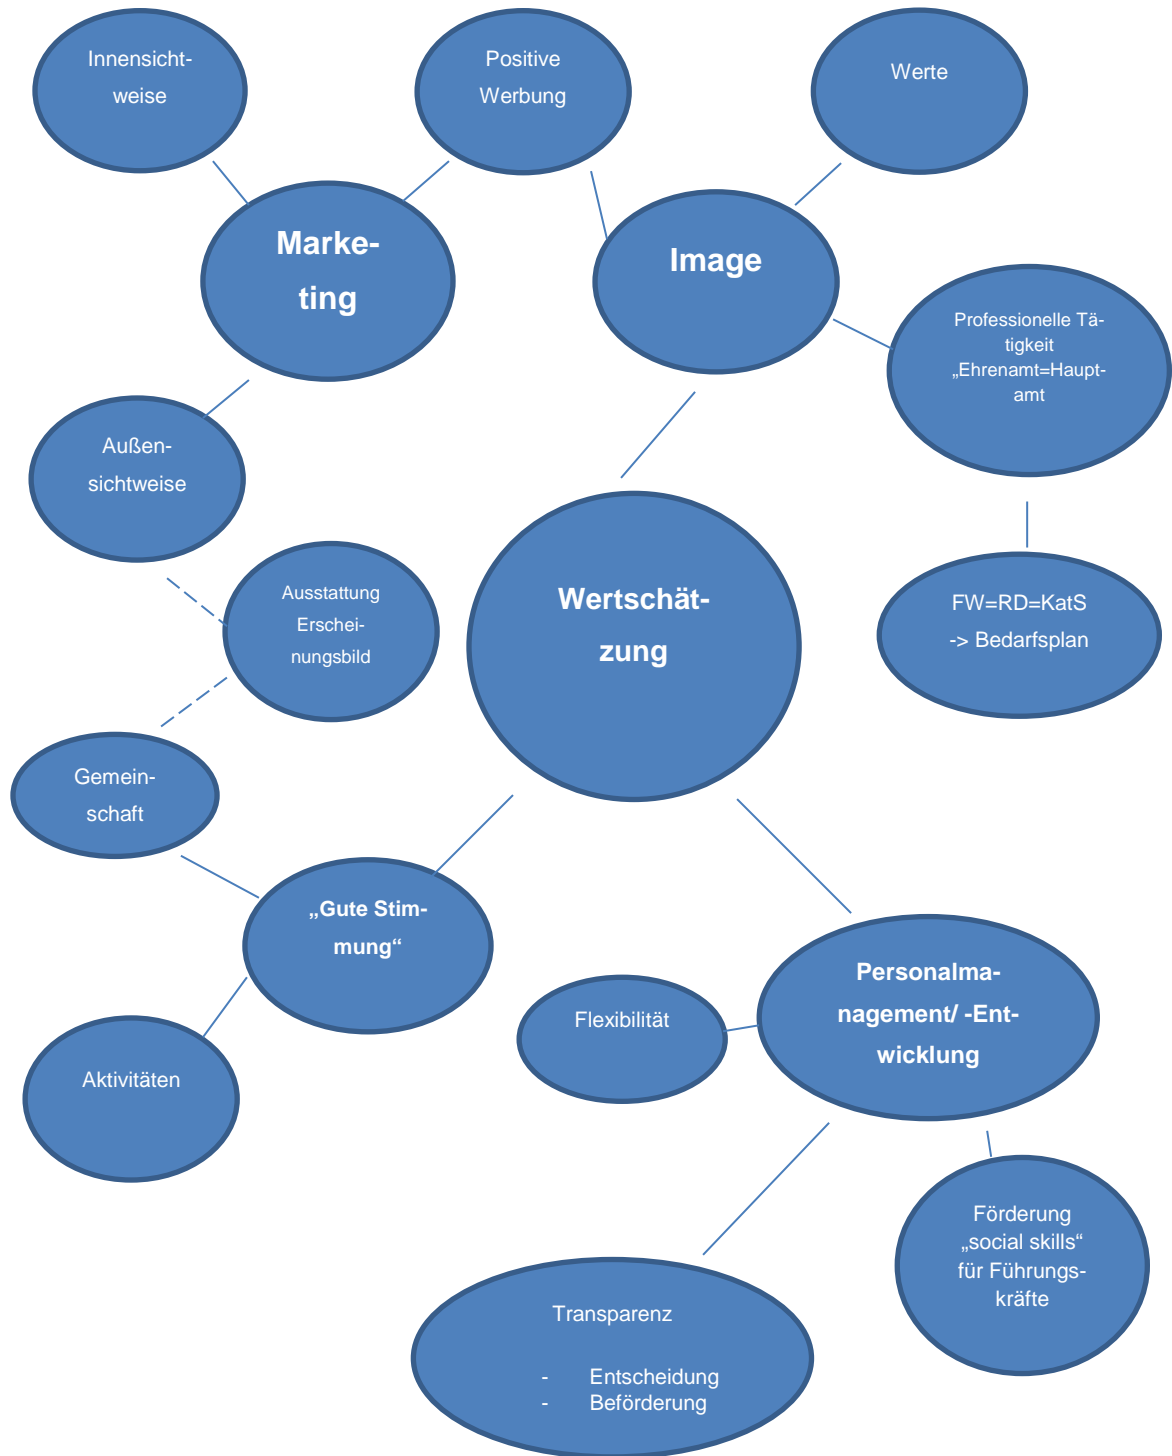 Innensicht-
weise
Positive
Werbung
Werte
Marke-
ting
Image
Professionelle Tä-
tigkeit
„Ehrenamt=Haupt-
amt
Außen-
sichtweise
Wertschät-
zung
Ausstattung
Erschei-
nungsbild
FW=RD=KatS
-> Bedarfsplan
Gemein-
schaft
„Gute Stim-
mung“
Personalma-
nagement/ -Ent-
wicklung
Flexibilität
Aktivitäten
Förderung
„social skills“
für Führungs-
kräfte
Transparenz
- Entscheidung
- Beförderung